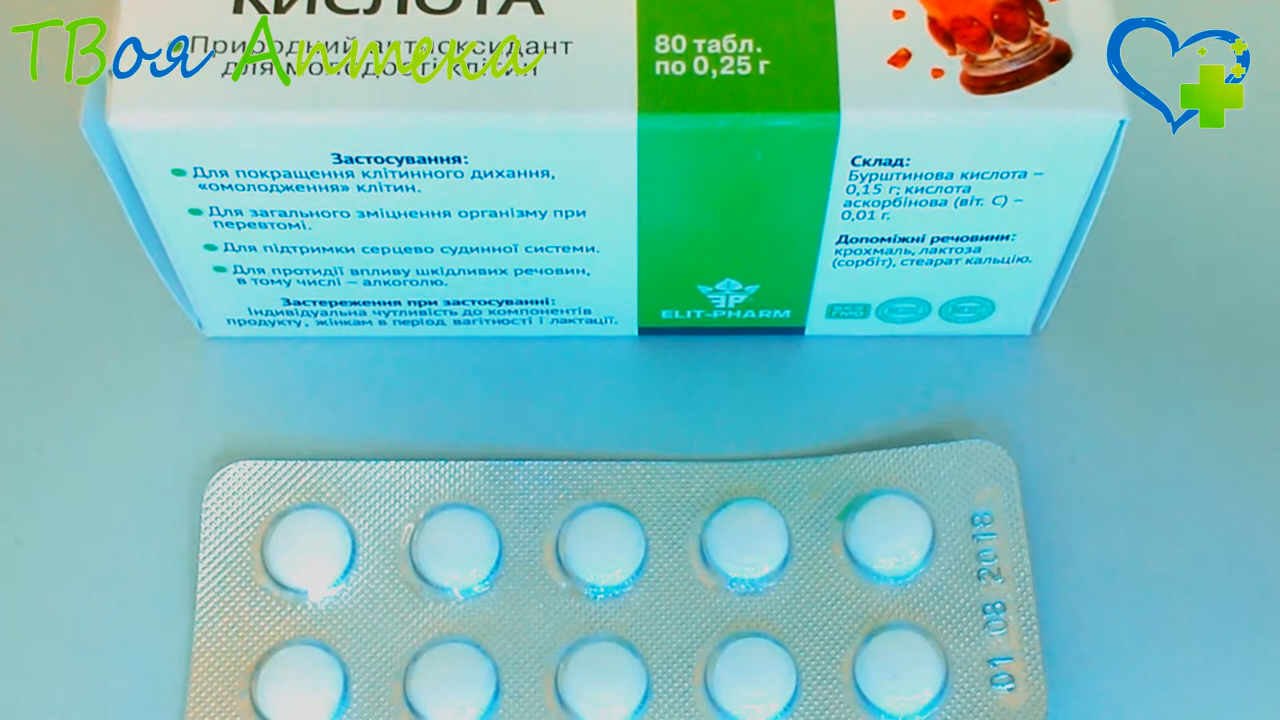 ТВоя Аптека
КИСЛОТА
Природний антиоксидант
для молодості клітин
80 табл.
по 0,25 г
Застосування:
Для покращення клітинного дихання,
«омолодження» клітин.
Для загального зміцнення організму при
перевтомі.
Для підтримки серцево судинної системи.
Для протидії впливу шкідливих речовин,
в тому числі – алкоголю.
Застереження при застосуванні:
Індивідуальна чутливість до компонентів
продукту, жінкам в період вагітності і лактації.
ELIT-PHARM
Склад:
Бурштинова кислота –
0,15 г; кислота
аскорбінова (віт. С) –
0,01 г.
Допоміжні речовини:
крохмаль, лактоза
(сорбіт), стеарат кальцію.
01 08 2018